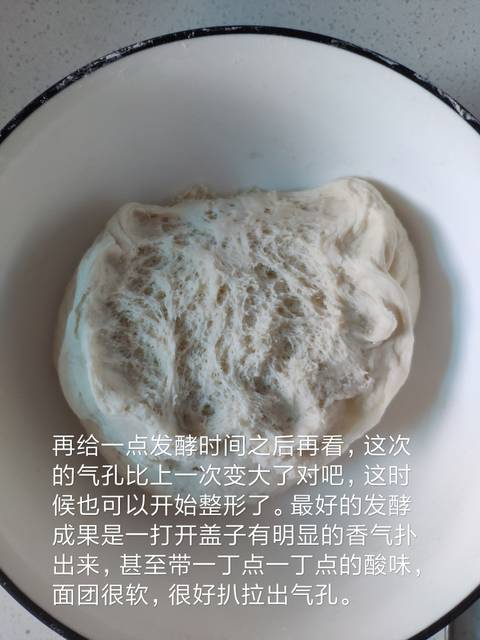 再给一点发酵时间之后再看，这次
的气孔比上一次变大了对吧，这时
候也可以开始整形了。最好的发酵
成果是一打开盖子有明显的香气扑
出来，甚至带一丁点一丁点的酸味，
面团很软，很好扒拉出气孔。